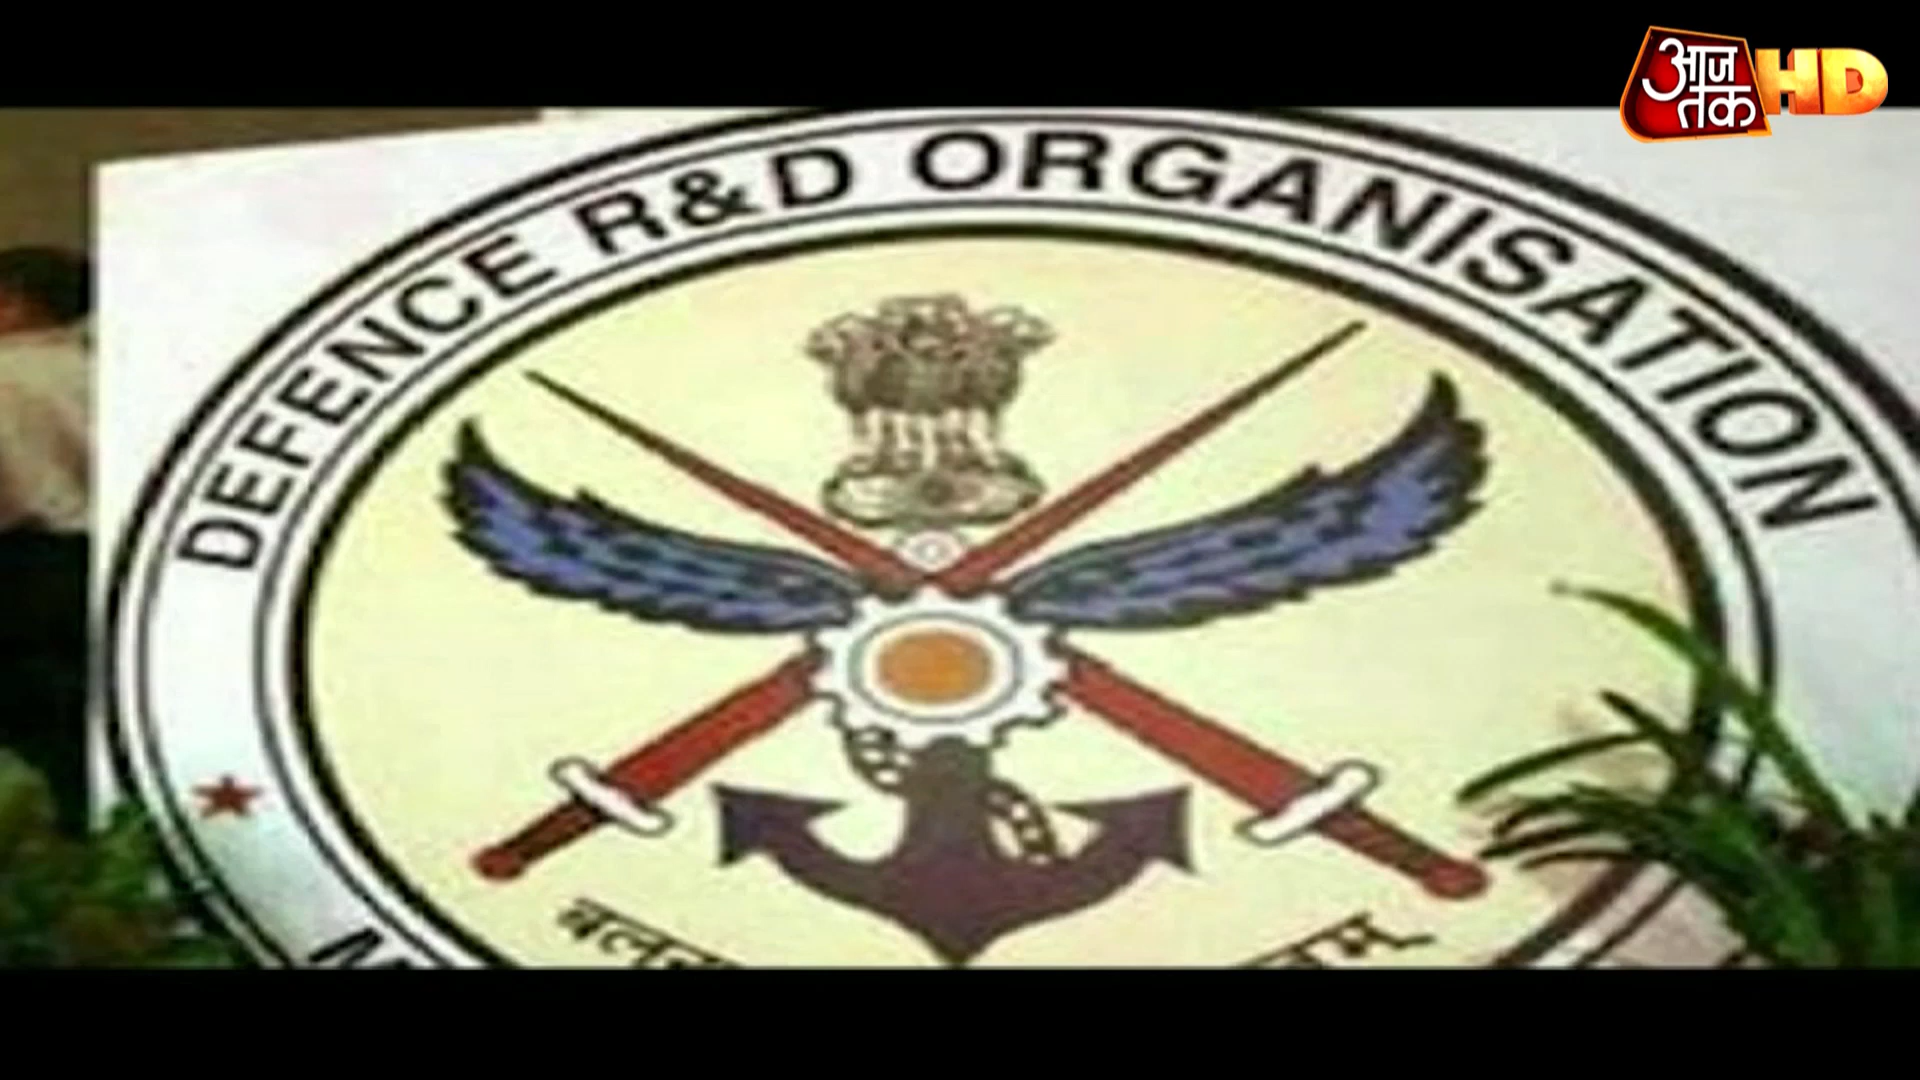 आज
तक HD
DEFENCE R&D ORGANISATION